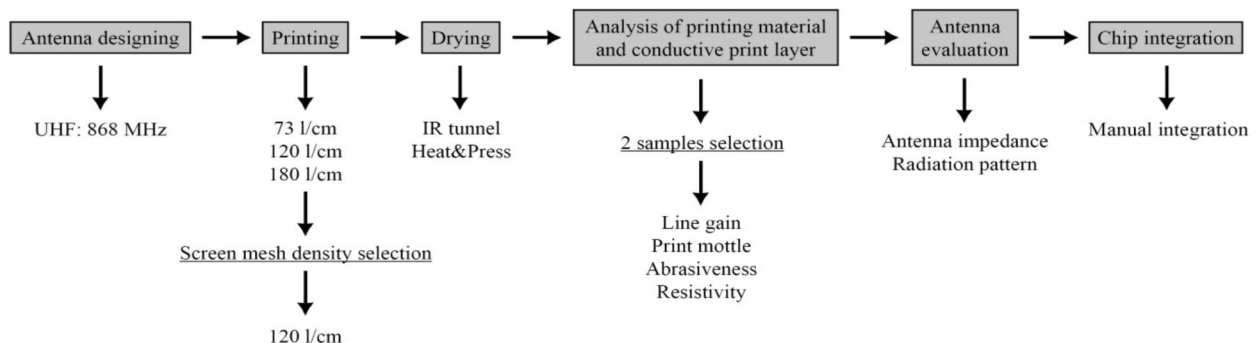 Antenna designing
Printing
Drying
Analysis of printing material
and conductive print layer
Antenna
evaluation
Chip integration
UHF: 868 MHz
73 l/cm
120 l/cm
180 l/cm
Screen mesh density selection
120 l/cm
IR tunnel
Heat&Press
2 samples selection
Line gain
Print mottle
Abrasiveness
Resistivity
Antenna impedance
Radiation pattern
Manual integration